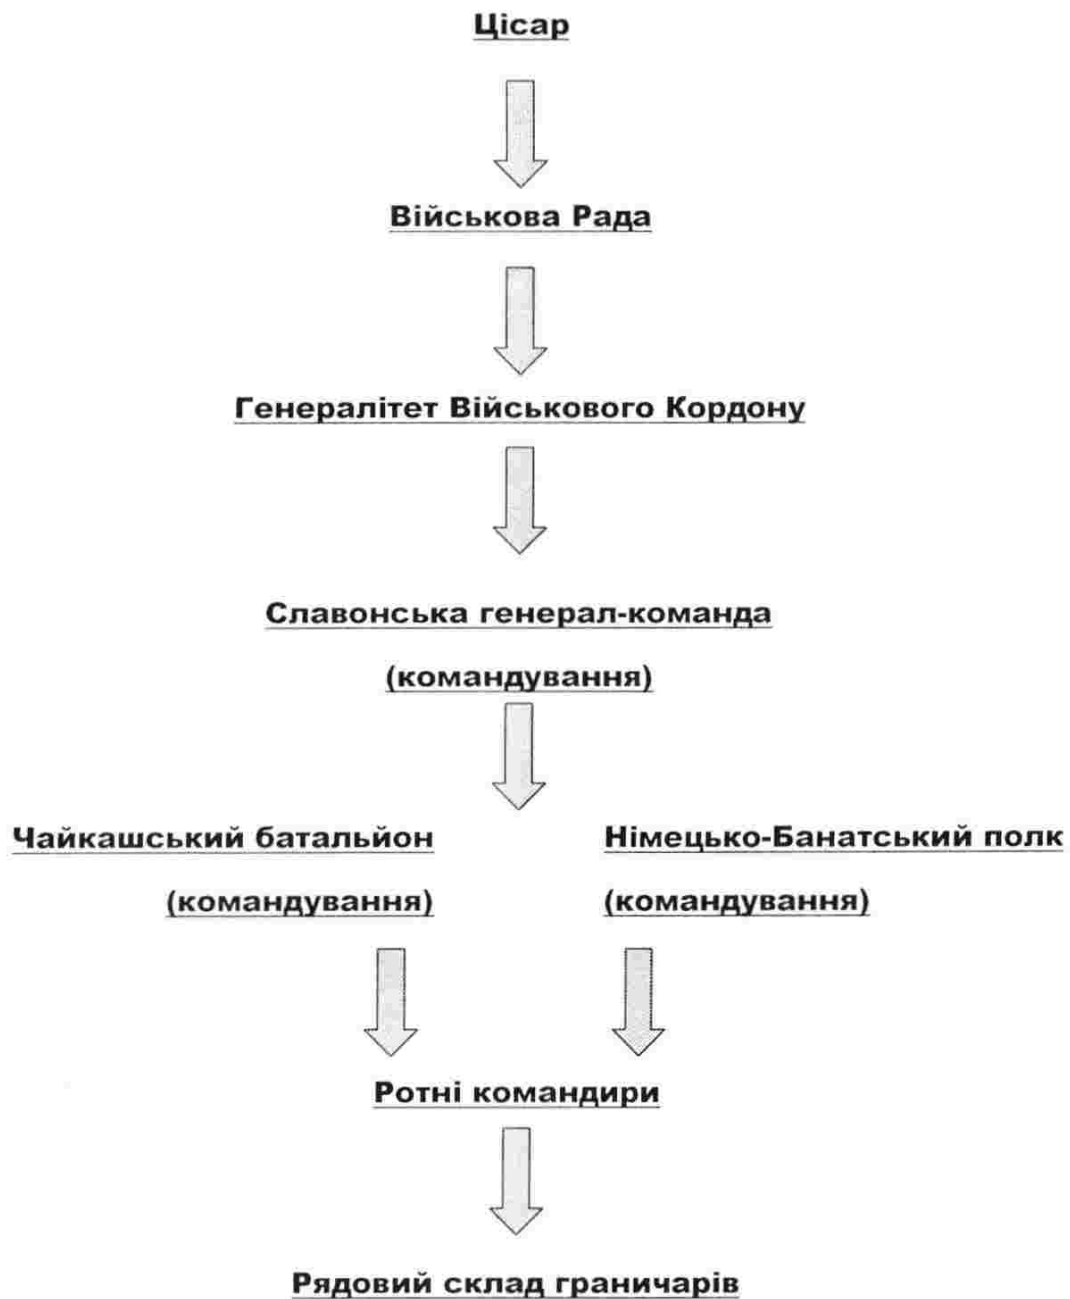 Цісар
Військова Рада
Генералітет Військового Кордону
Славонська генерал-команда
(командування)
Чайкашський батальйон
(командування)
Німецько-Банатський полк
(командування)
Ротні командири
Рядовий склад граничарів